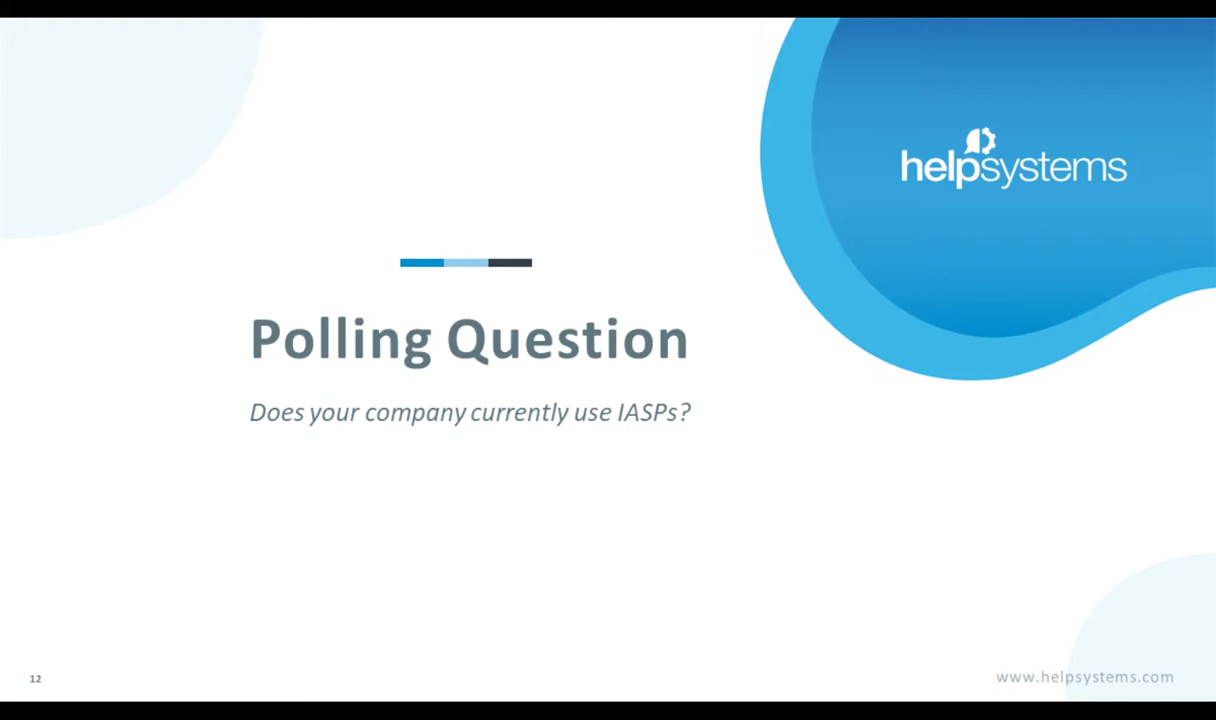 helpsystems
Polling Question
Does your company currently use IASPs?
12
www.helpsystems.com